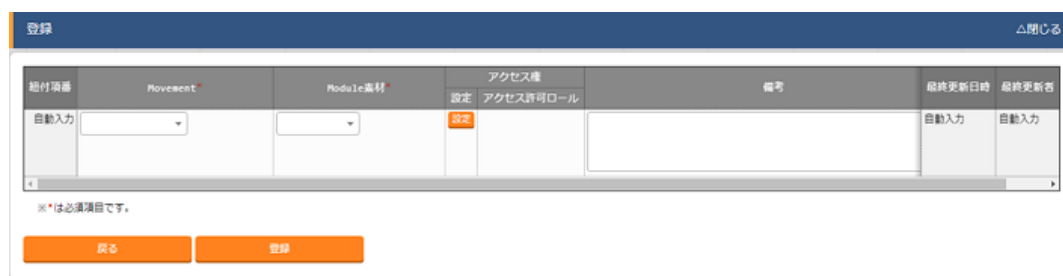 登録
△閉じる
紐付項番 Movement* Module素材* アクセス権 備考 最終更新日時 最終更新者
設定 アクセス許可ロール
自動入力 設定 自動入力 自動入力
※*は必須項目です。
戻る 登録